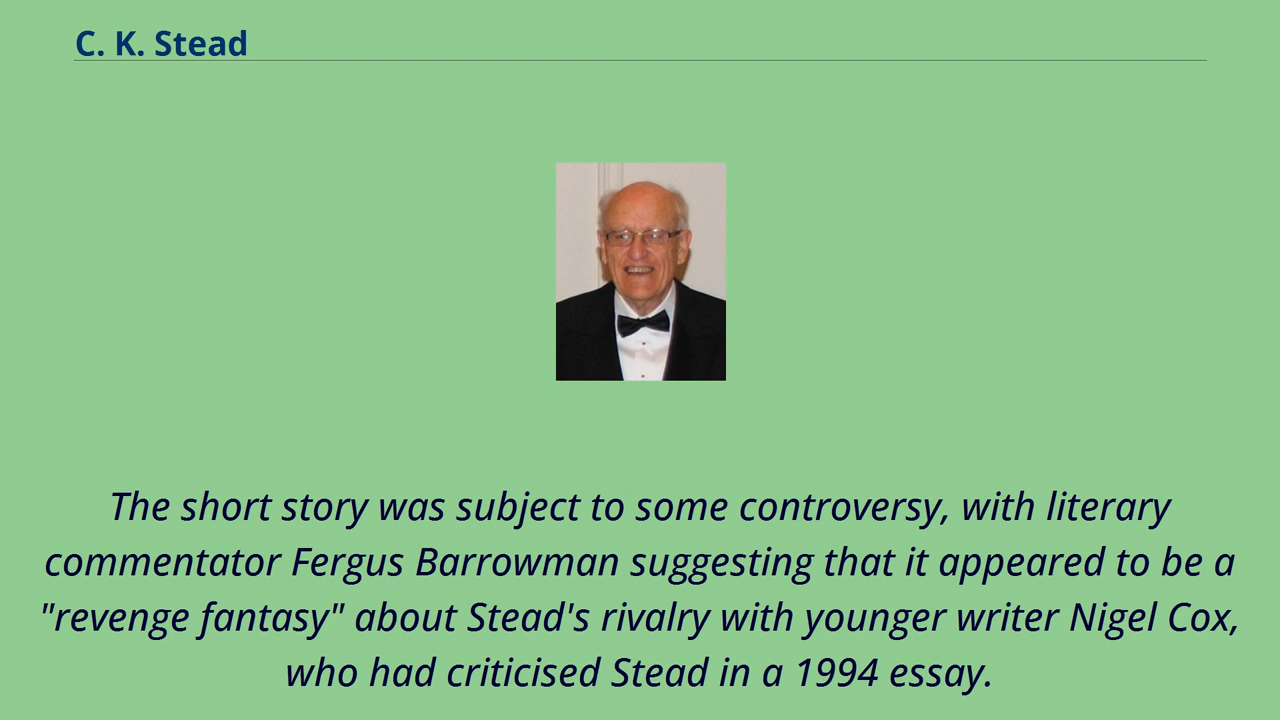 C. K. Stead
The short story was subject to some controversy, with literary
commentator Fergus Barrowman suggesting that it appeared to be a
"revenge fantasy" about Stead's rivalry with younger writer Nigel Cox,
who had criticised Stead in a 1994 essay.